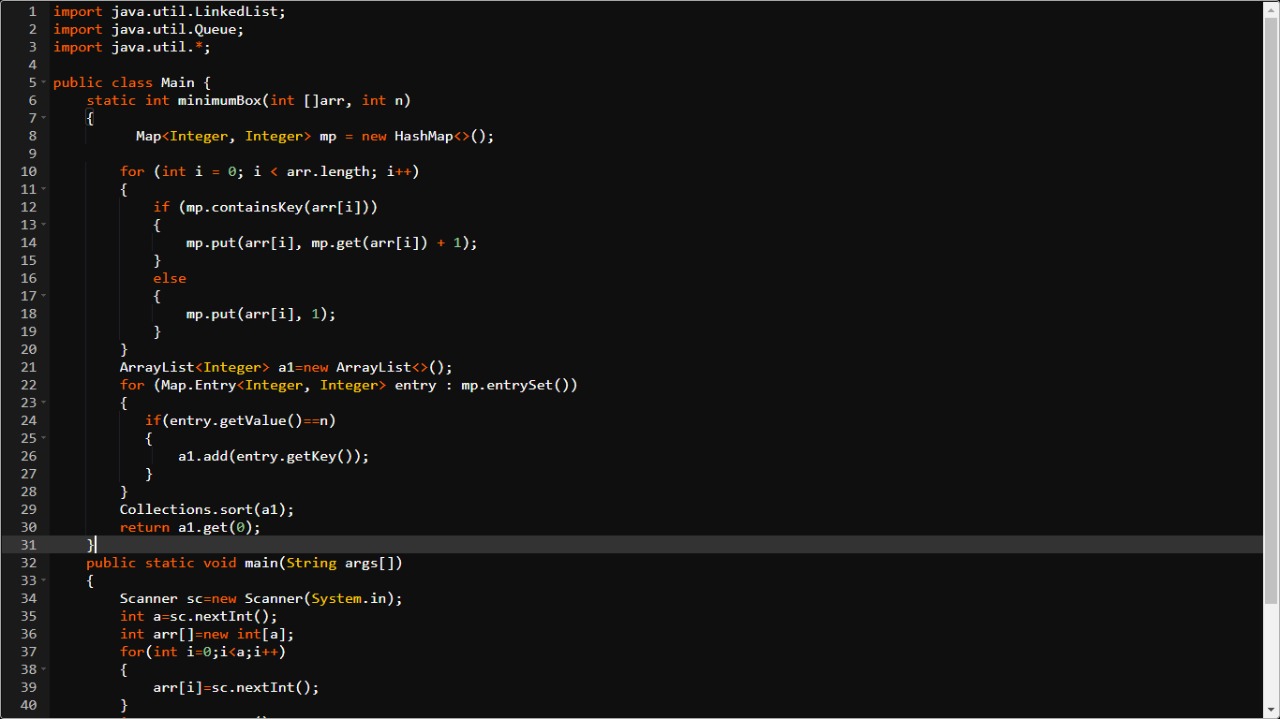 1 import java.util.LinkedList;
2 import java.util.Queue;
3 import java.util.*;
4
5 public class Main {
6 static int minimumBox(int []arr, int n)
7 {
8 Map<Integer, Integer> mp = new HashMap<>();
9
10 for (int i = 0; i < arr.length; i++)
11 {
12 if (mp.containsKey(arr[i]))
13 {
14 mp.put(arr[i], mp.get(arr[i]) + 1);
15 }
16 else
17 {
18 mp.put(arr[i], 1);
19 }
20 }
21 ArrayList<Integer> a1=new ArrayList<>();
22 for (Map.Entry<Integer, Integer> entry : mp.entrySet())
23 {
24 if(entry.getValue()==n)
25 {
26 a1.add(entry.getKey());
27 }
28 }
29 Collections.sort(a1);
30 return a1.get(0);
31 }
32 public static void main(String args[])
33 {
34 Scanner sc=new Scanner(System.in);
35 int a=sc.nextInt();
36 int arr[]=new int[a];
37 for(int i=0;i<a;i++)
38 {
39 arr[i]=sc.nextInt();
40 }